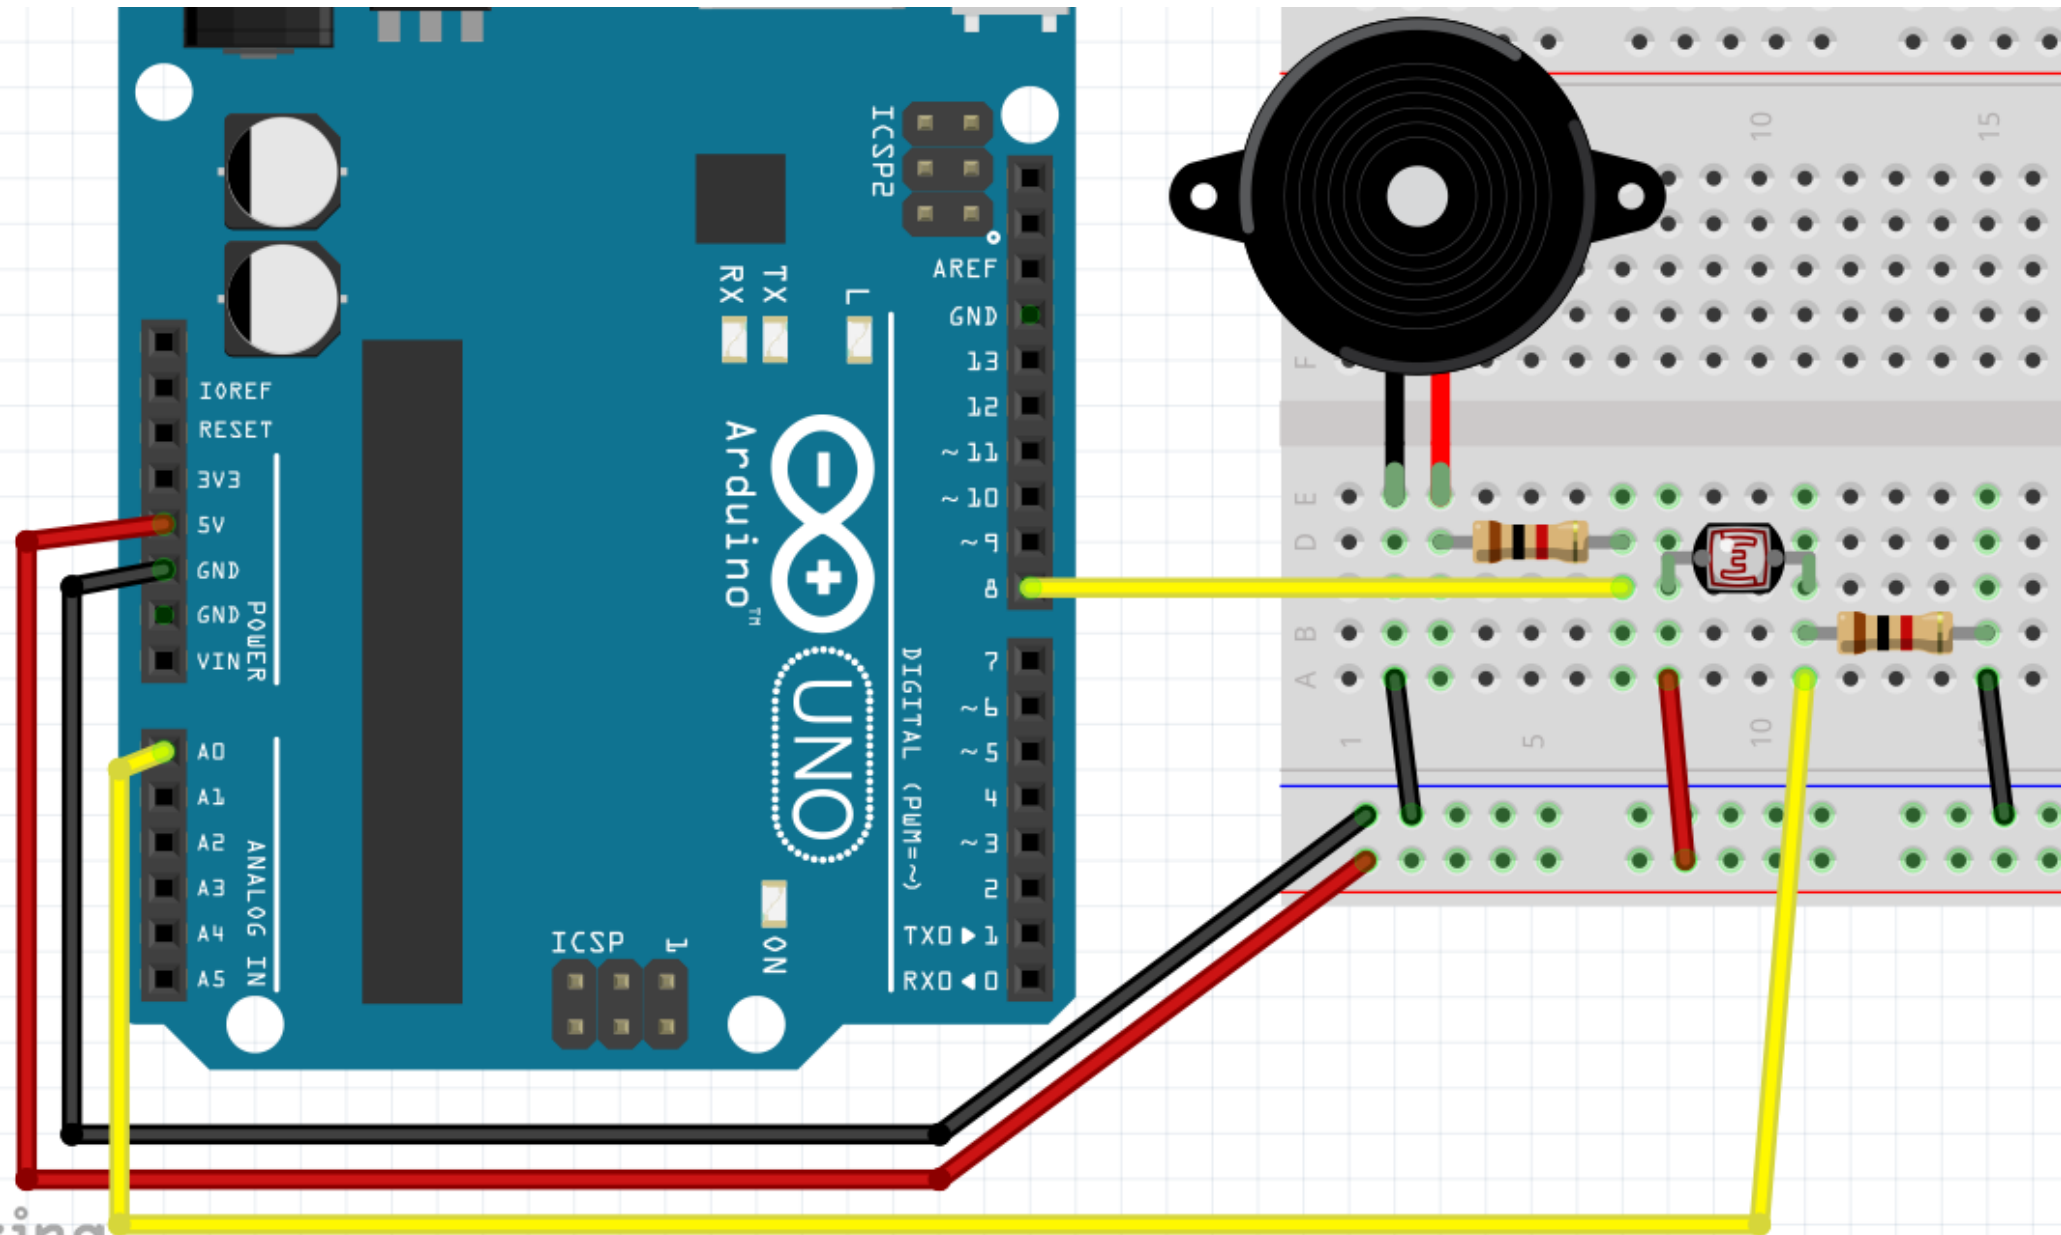 ICSP2
AREF
GND
13
12
~11
~10
~9
8
7
~6
~5
4
~3
2
TX0 ▶ 1
RX0 ◀ 0
DIGITAL (PWM=~)
RX
TX
L
Arduino™
UNO
ON
ICSP
1
IOREF
RESET
3V3
5V
GND
GND
VIN
POWER
A0
A1
A2
A3
A4
A5
ANALOG IN
10
15
F
E
D
B
A
1
5
10